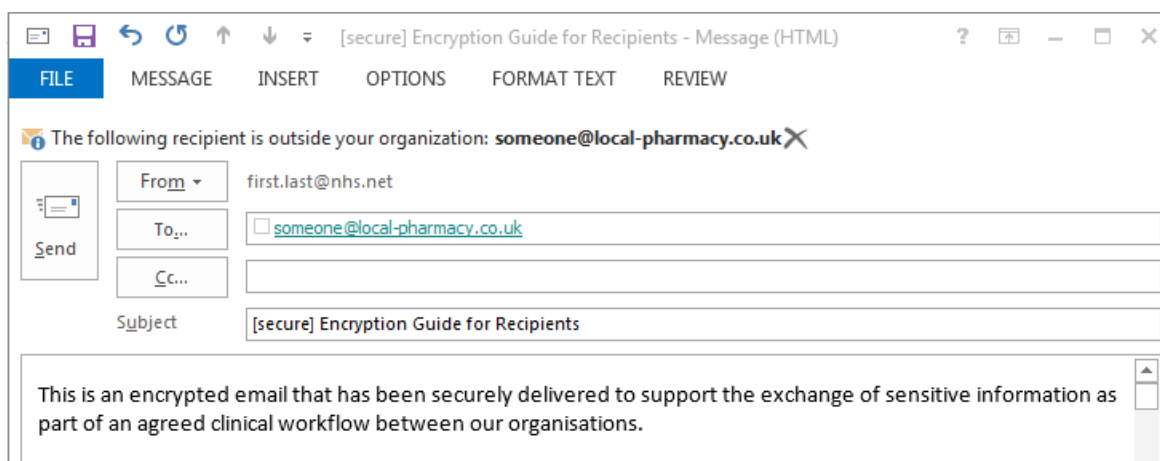 [secure] Encryption Guide for Recipients - Message (HTML) ?
FILE MESSAGE INSERT OPTIONS FORMAT TEXT REVIEW
The following recipient is outside your organization: someone@local-pharmacy.co.uk
From first.last@nhs.net
To... someone@local-pharmacy.co.uk
Send
Cc...
Subject [secure] Encryption Guide for Recipients
This is an encrypted email that has been securely delivered to support the exchange of sensitive information as
part of an agreed clinical workflow between our organisations.